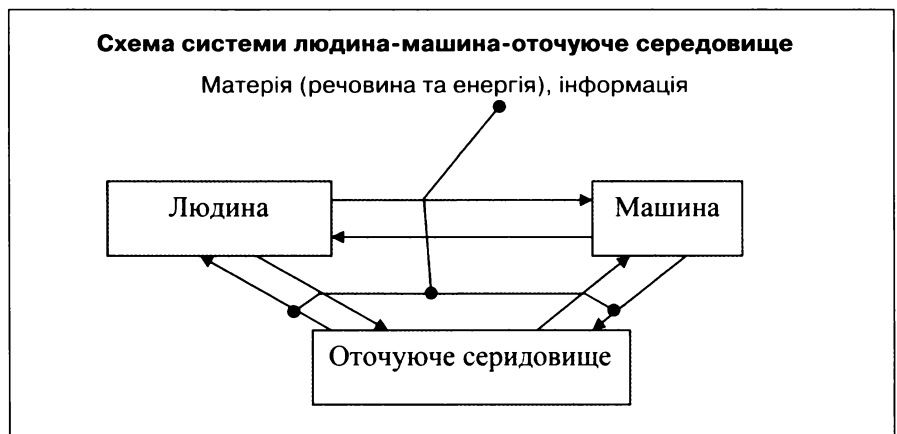 Схема системи людина-машина-оточуюче середовище
Матерія (речовина та енергія), інформація
Людина
Машина
Оточуюче серидовище